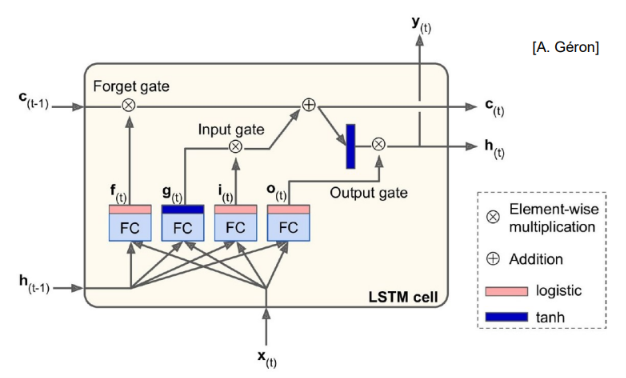 y(t)
[A. Géron]
Forget gate
c(t-1)
c(t)
Input gate
h(t)
f(t) g(t) i(t) o(t)
Output gate
FC FC FC FC
Element-wise
multiplication
Addition
h(t-1)
LSTM cell
logistic
tanh
x(t)